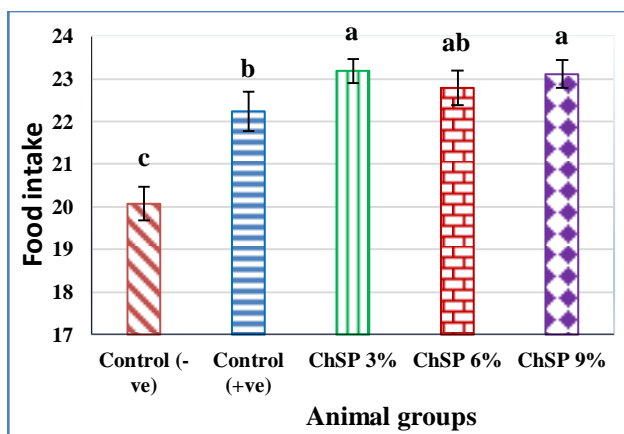 24
23
22
21
20
19
18
17
Food intake
c
b
a
ab
a
Control (-
ve)
Control
(+ve)
ChSP 3%
ChSP 6%
ChSP 9%
Animal groups